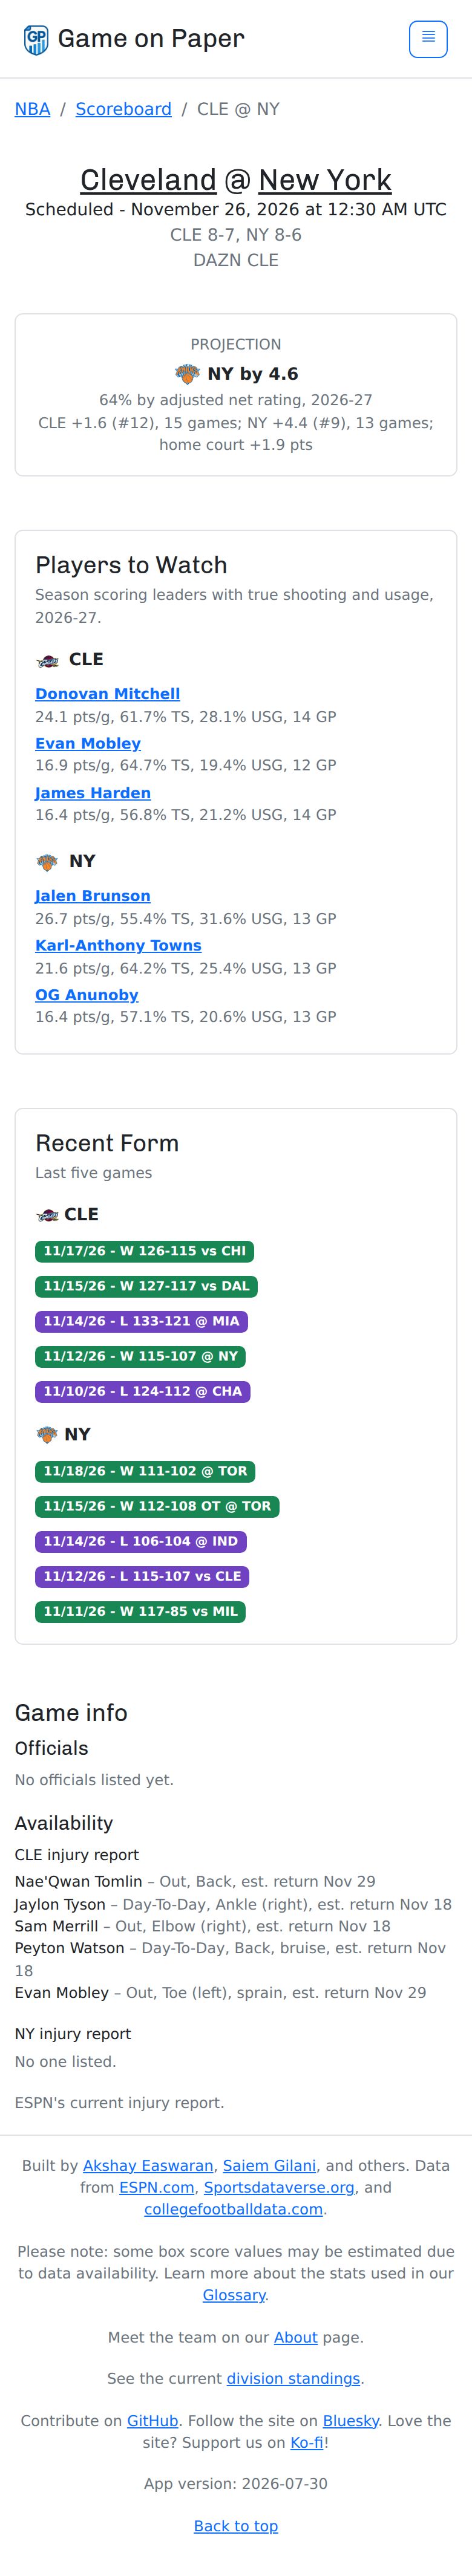 GP Game on Paper
NBA / Scoreboard / CLE @ NY
Cleveland @ New York
Scheduled - November 26, 2026 at 12:30 AM UTC
CLE 8-7, NY 8-6
DAZN CLE
PROJECTION
NY by 4.6
64% by adjusted net rating, 2026-27
CLE +1.6 (#12), 15 games; NY +4.4 (#9), 13 games;
home court +1.9 pts
Players to Watch
Season scoring leaders with true shooting and usage,
2026-27.
CLE
Donovan Mitchell
24.1 pts/g, 61.7% TS, 28.1% USG, 14 GP
Evan Mobley
16.9 pts/g, 64.7% TS, 19.4% USG, 12 GP
James Harden
16.4 pts/g, 56.8% TS, 21.2% USG, 14 GP
NY
Jalen Brunson
26.7 pts/g, 55.4% TS, 31.6% USG, 13 GP
Karl-Anthony Towns
21.6 pts/g, 64.2% TS, 25.4% USG, 13 GP
OG Anunoby
16.4 pts/g, 57.1% TS, 20.6% USG, 13 GP
Recent Form
Last five games
CLE
11/17/26 - W 126-115 vs CHI
11/15/26 - W 127-117 vs DAL
11/14/26 - L 133-121 @ MIA
11/12/26 - W 115-107 @ NY
11/10/26 - L 124-112 @ CHA
NY
11/18/26 - W 111-102 @ TOR
11/15/26 - W 112-108 OT @ TOR
11/14/26 - L 106-104 @ IND
11/12/26 - L 115-107 vs CLE
11/11/26 - W 117-85 vs MIL
Game info
Officials
No officials listed yet.
Availability
CLE injury report
Nae'Qwan Tomlin – Out, Back, est. return Nov 29
Jaylon Tyson – Day-To-Day, Ankle (right), est. return Nov 18
Sam Merrill – Out, Elbow (right), est. return Nov 18
Peyton Watson – Day-To-Day, Back, bruise, est. return Nov
18
Evan Mobley – Out, Toe (left), sprain, est. return Nov 29
NY injury report
No one listed.
ESPN's current injury report.
Built by Akshay Easwaran, Saiem Gilani, and others. Data
from ESPN.com, Sportsdataverse.org, and
collegefootballdata.com.
Please note: some box score values may be estimated due
to data availability. Learn more about the stats used in our
Glossary.
Meet the team on our About page.
See the current division standings.
Contribute on GitHub. Follow the site on Bluesky. Love the
site? Support us on Ko-fi!
App version: 2026-07-30
Back to top